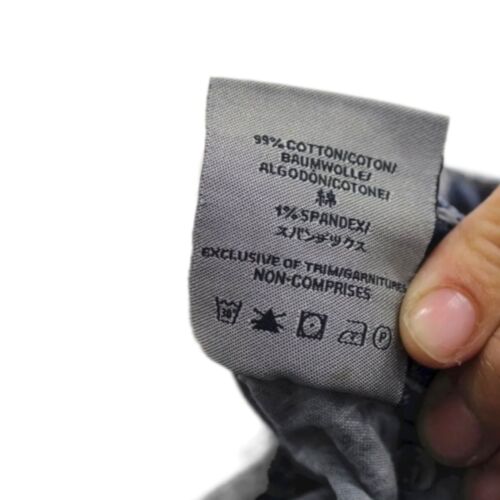 99% COTTON/COTON/
BAUMWOLLE/
ALGODÓN/COTONE/
綿
1% SPANDEX/
スパンデックス
EXCLUSIVE OF TRIM/GARNITURES
NON-COMPRISES
30°
P